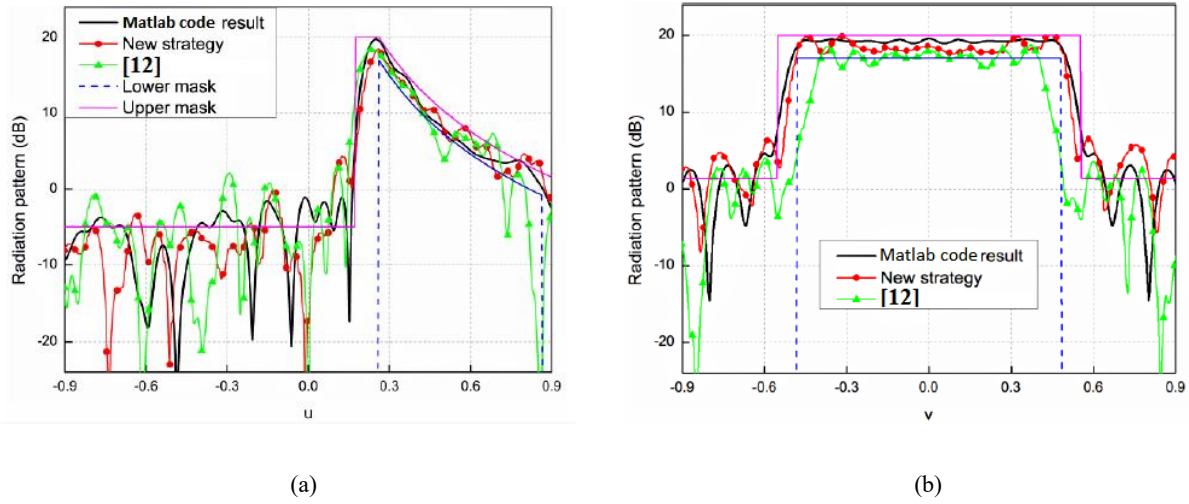 Matlab code result
New strategy
[12]
Lower mask
Upper mask
Radiation pattern (dB)
20
10
0
-10
-20
-0.9 -0.6 -0.3 0.0 0.3 0.6 0.9
u
(a)
Radiation pattern (dB)
20
10
0
-10
-20
Matlab code result
New strategy
[12]
-0.9 -0.6 -0.3 0.0 0.3 0.6 0.9
v
(b)